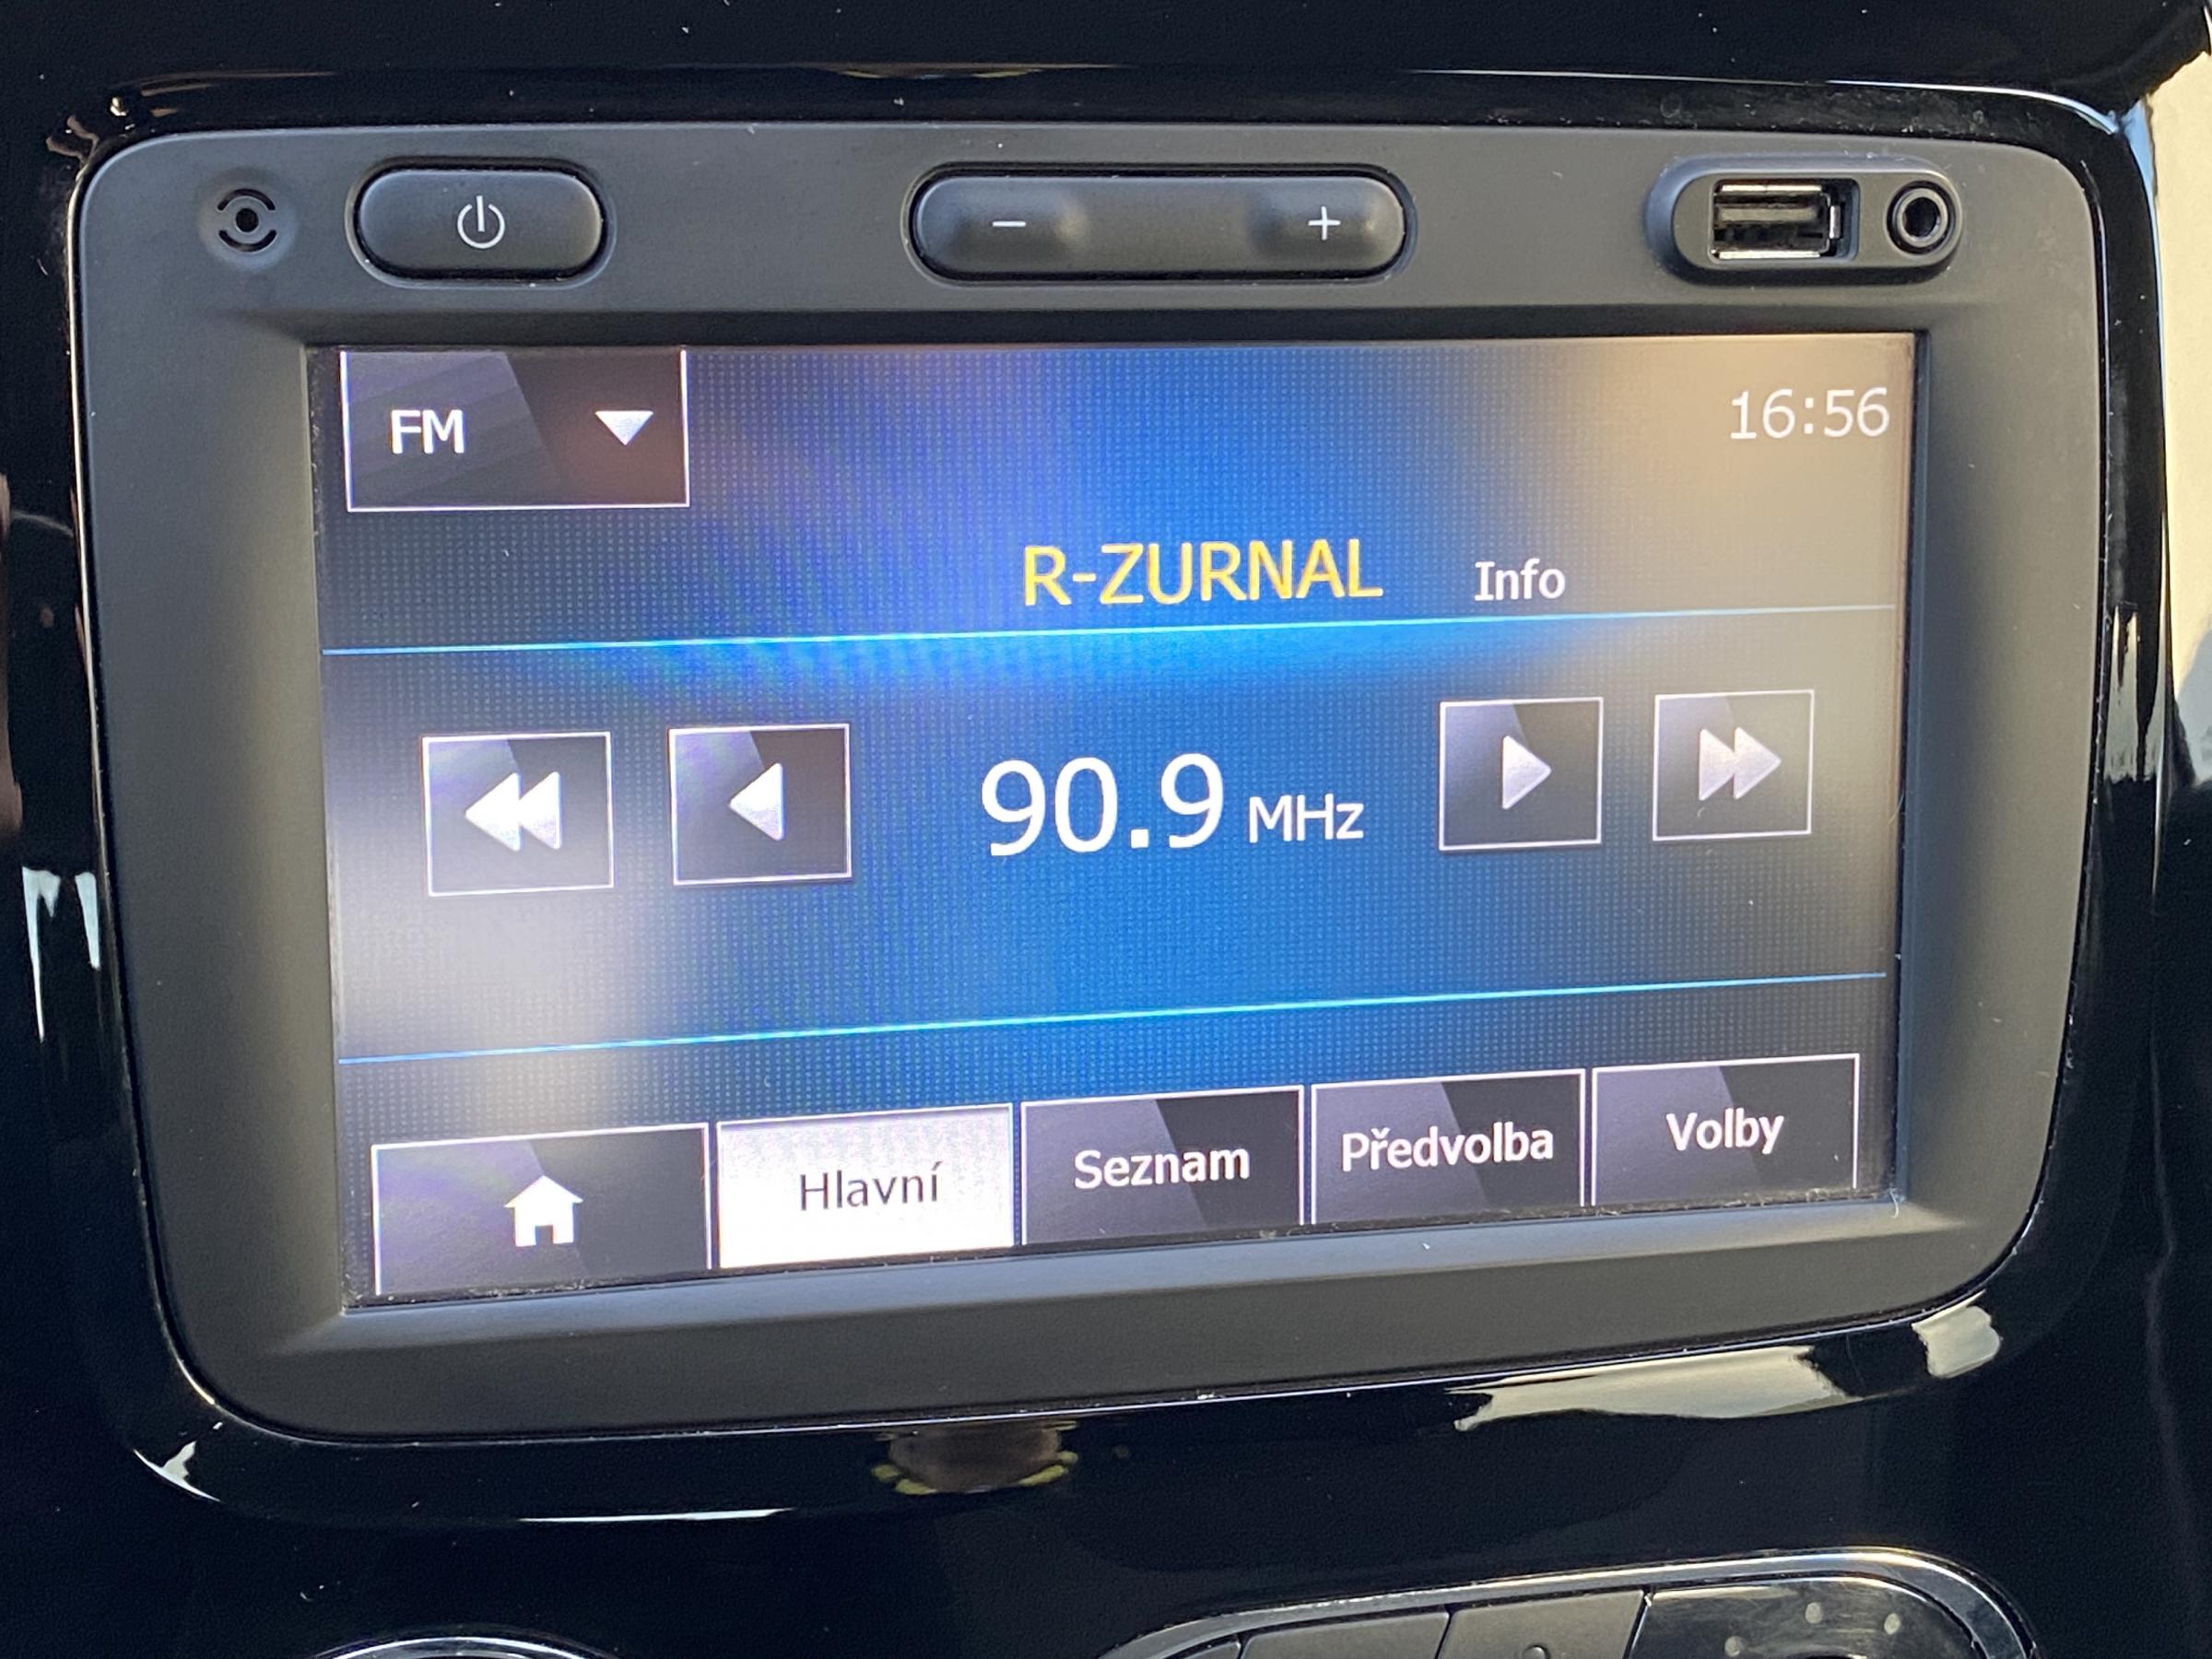 FM
16:56
R-ZURNAL Info
90.9 MHz
Hlavní Seznam Předvolba Volby